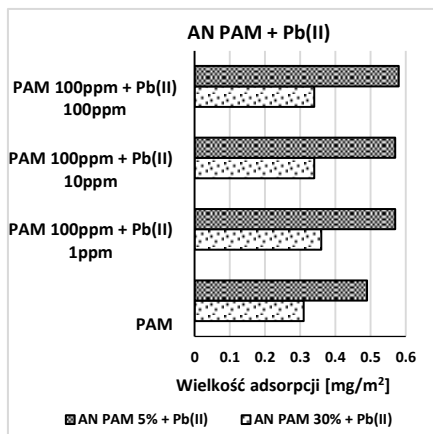 AN PAM + Pb(II)
PAM 100ppm + Pb(II)
100ppm
PAM 100ppm + Pb(II)
10ppm
PAM 100ppm + Pb(II)
1ppm
PAM
0 0.1 0.2 0.3 0.4 0.5 0.6
Wielkość adsorpcji [mg/m²]
AN PAM 5% + Pb(II) AN PAM 30% + Pb(II)